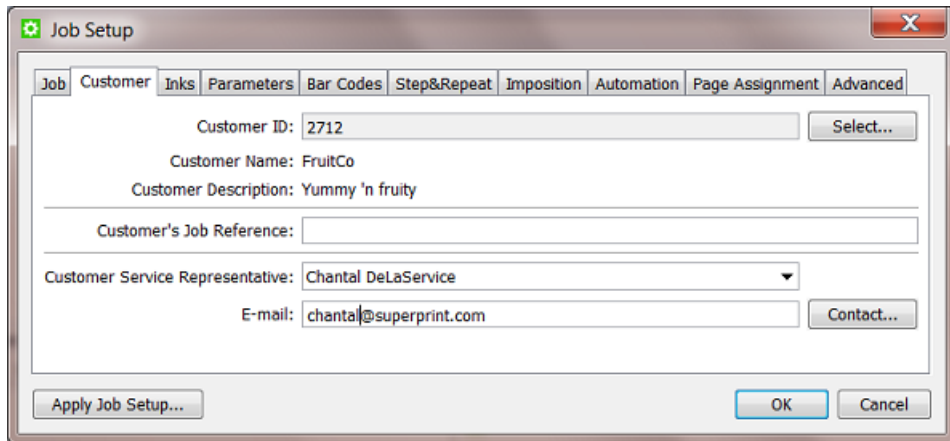 Job Setup
Job Customer Inks Parameters Bar Codes Step&Repeat Imposition Automation Page Assignment Advanced
Customer ID: 2712 Select...
Customer Name: FruitCo
Customer Description: Yummy 'n fruity
Customer's Job Reference:
Customer Service Representative: Chantal DeLaService
E-mail: chantal@superprint.com Contact...
Apply Job Setup... OK Cancel